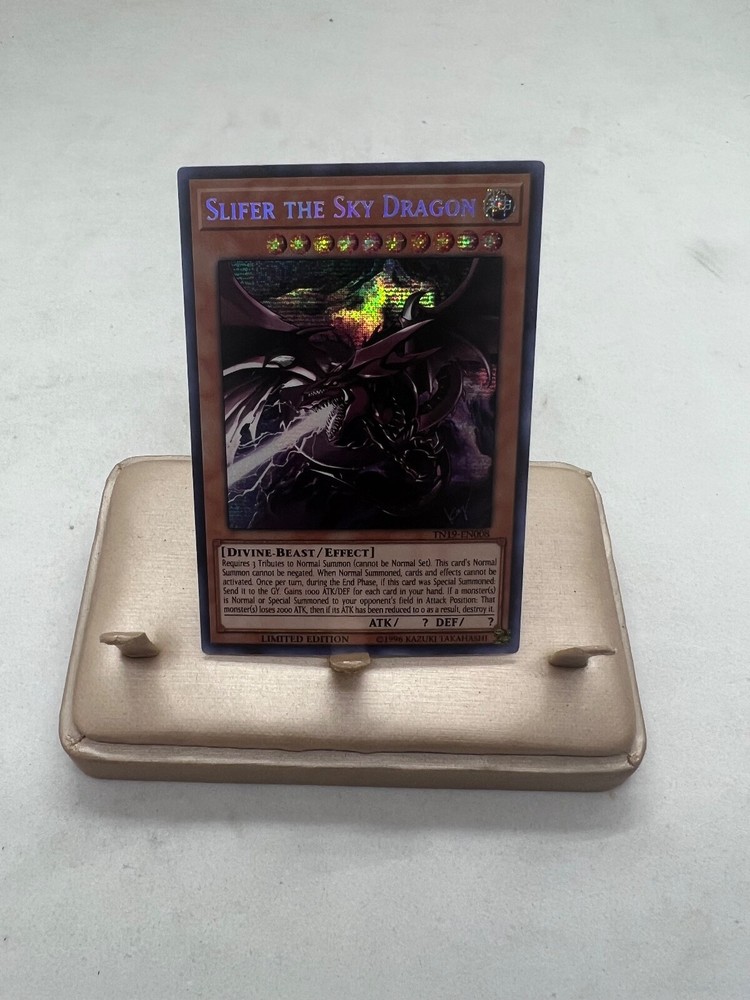 SLIFER THE SKY DRAGON
TN19-EN008
[DIVINE-BEAST/EFFECT]
Requires 3 Tributes to Normal Summon (cannot be Normal Set). This card's Normal
Summon cannot be negated. When Normal Summoned, cards and effects cannot be
activated. Once per turn, during the End Phase, if this card was Special Summoned:
Send it to the GY. Gains 1000 ATK/DEF for each card in your hand. If a monster(s)
is Normal or Special Summoned to your opponent's field in Attack Position: That
monster(s) loses 2000 ATK, then if its ATK has been reduced to 0 as a result, destroy it.
ATK/ ? DEF/ ?
LIMITED EDITION ©1996 KAZUKI TAKAHASHI